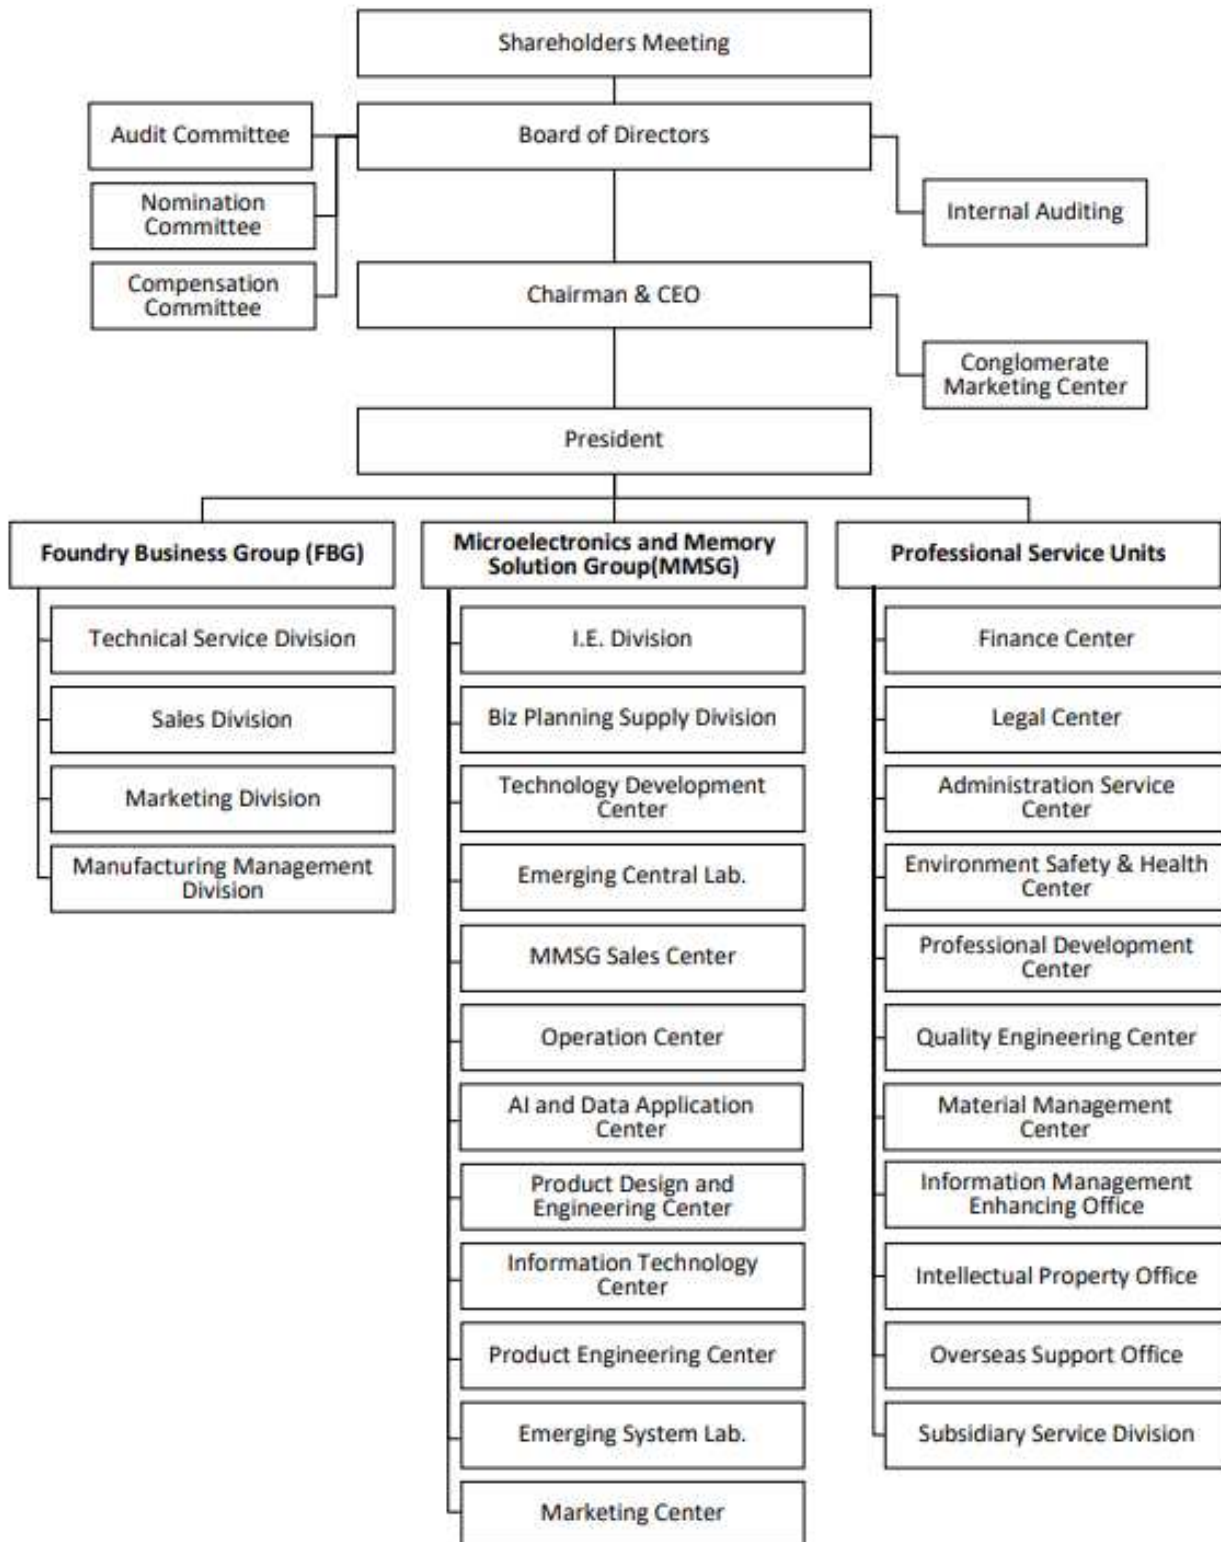 Shareholders Meeting
Audit Committee
Board of Directors
Nomination
Committee
Internal Auditing
Compensation
Committee
Chairman & CEO
Conglomerate
Marketing Center
President
Foundry Business Group (FBG)
Technical Service Division
Sales Division
Marketing Division
Manufacturing Management
Division
Microelectronics and Memory
Solution Group(MMSG)
I.E. Division
Biz Planning Supply Division
Technology Development
Center
Emerging Central Lab.
MMSG Sales Center
Operation Center
AI and Data Application
Center
Product Design and
Engineering Center
Information Technology
Center
Product Engineering Center
Emerging System Lab.
Marketing Center
Professional Service Units
Finance Center
Legal Center
Administration Service
Center
Environment Safety & Health
Center
Professional Development
Center
Quality Engineering Center
Material Management
Center
Information Management
Enhancing Office
Intellectual Property Office
Overseas Support Office
Subsidiary Service Division